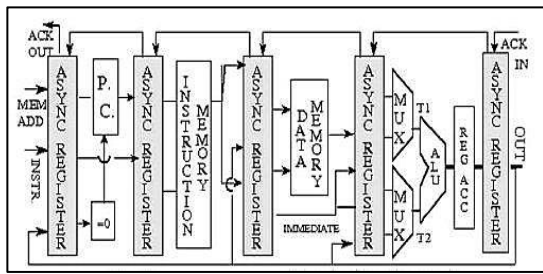 ACK OUT
MEM ADD
INSTR.
ASYNC REGISTER
P. C.
=0
ASYNC REGISTER
INSTRUCTION MEMORY
ASYNC REGISTER
DATA MEMORY
IMMEDIATE
ASYNC REGISTER
MUX
T1
MUX
T2
ALU
REG ACC
ASYNC REGISTER
ACK IN
OUT